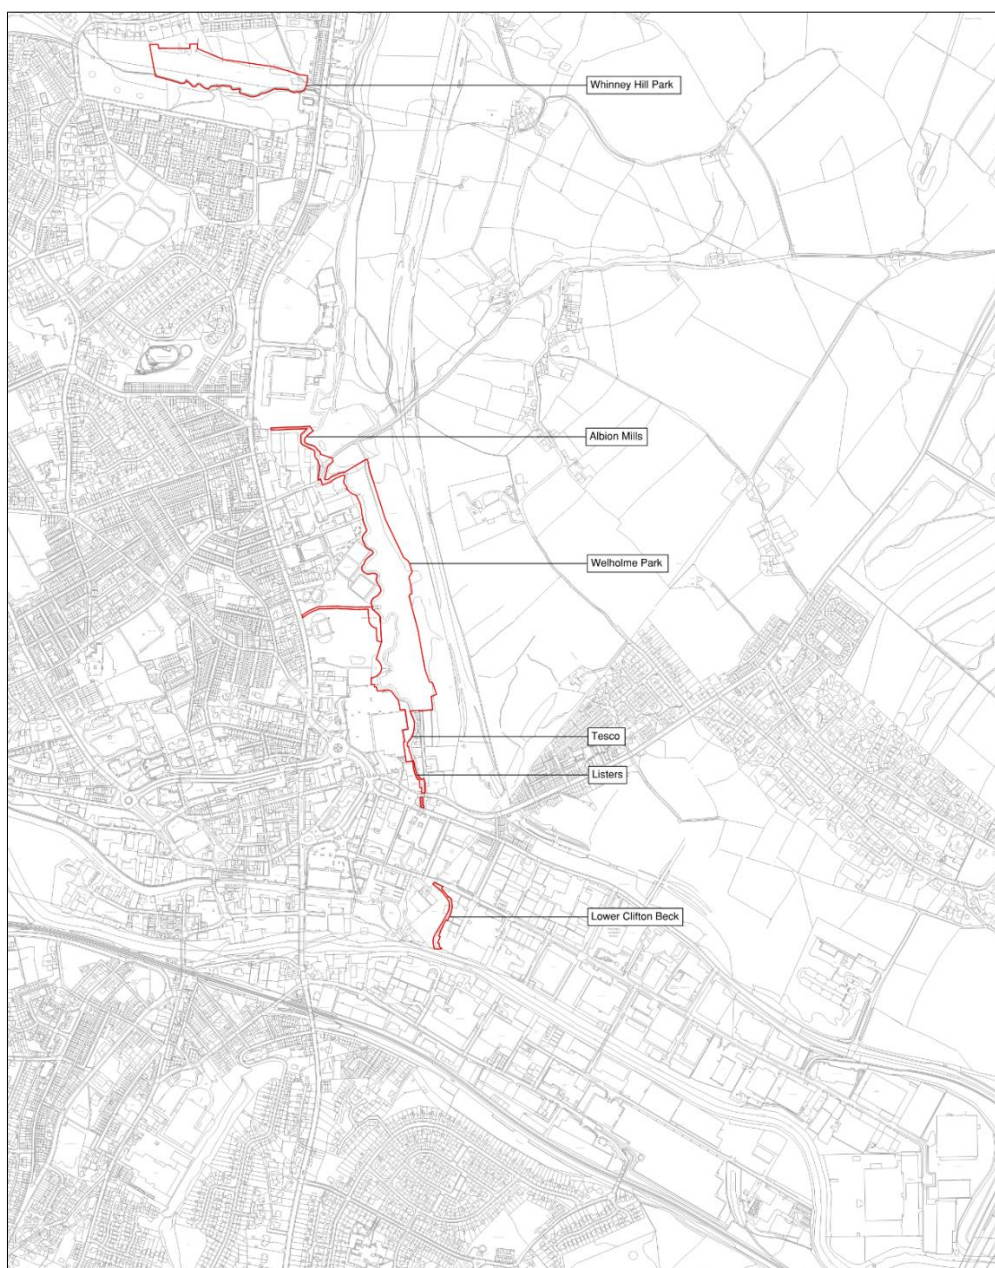 Whinney Hill Park
Albion Mills
Welholme Park
Tesco
Listers
Lower Clifton Beck